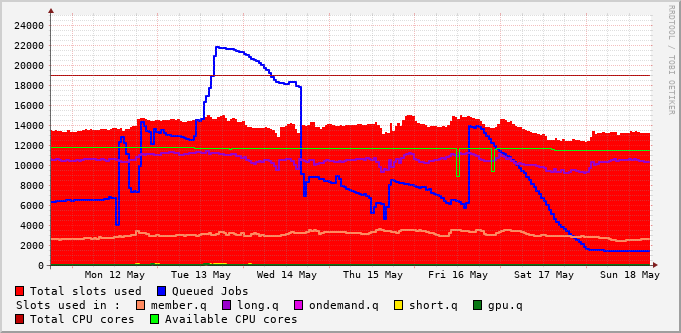 RRDTOOL / TOBI OETIKER
24000
22000
20000
18000
16000
14000
12000
10000
8000
6000
4000
2000
0
Mon 12 May Tue 13 May Wed 14 May Thu 15 May Fri 16 May Sat 17 May Sun 18 May
Total slots used Queued Jobs
Slots used in : member.q long.q ondemand.q short.q gpu.q
Total CPU cores Available CPU cores